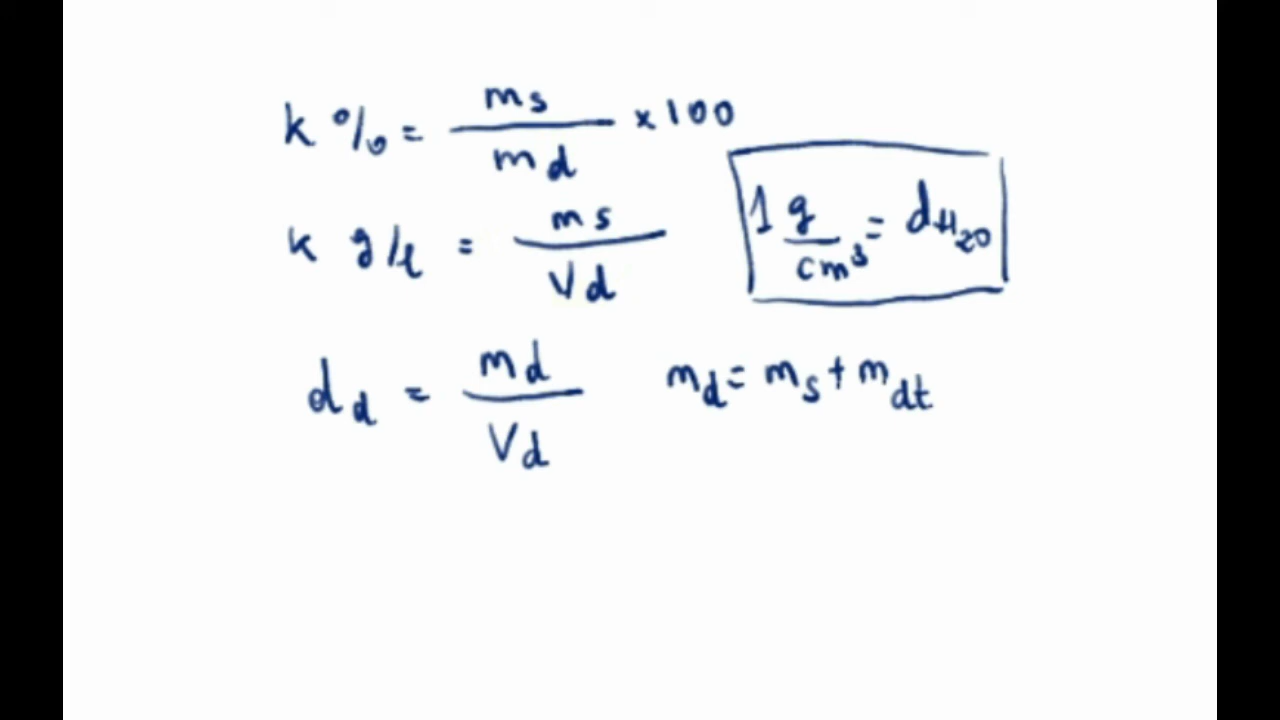 k % = ms / md x 100
k g/l = ms / Vd
1 g / cm³ = dH2O
dd = md / Vd
md = ms + mdt